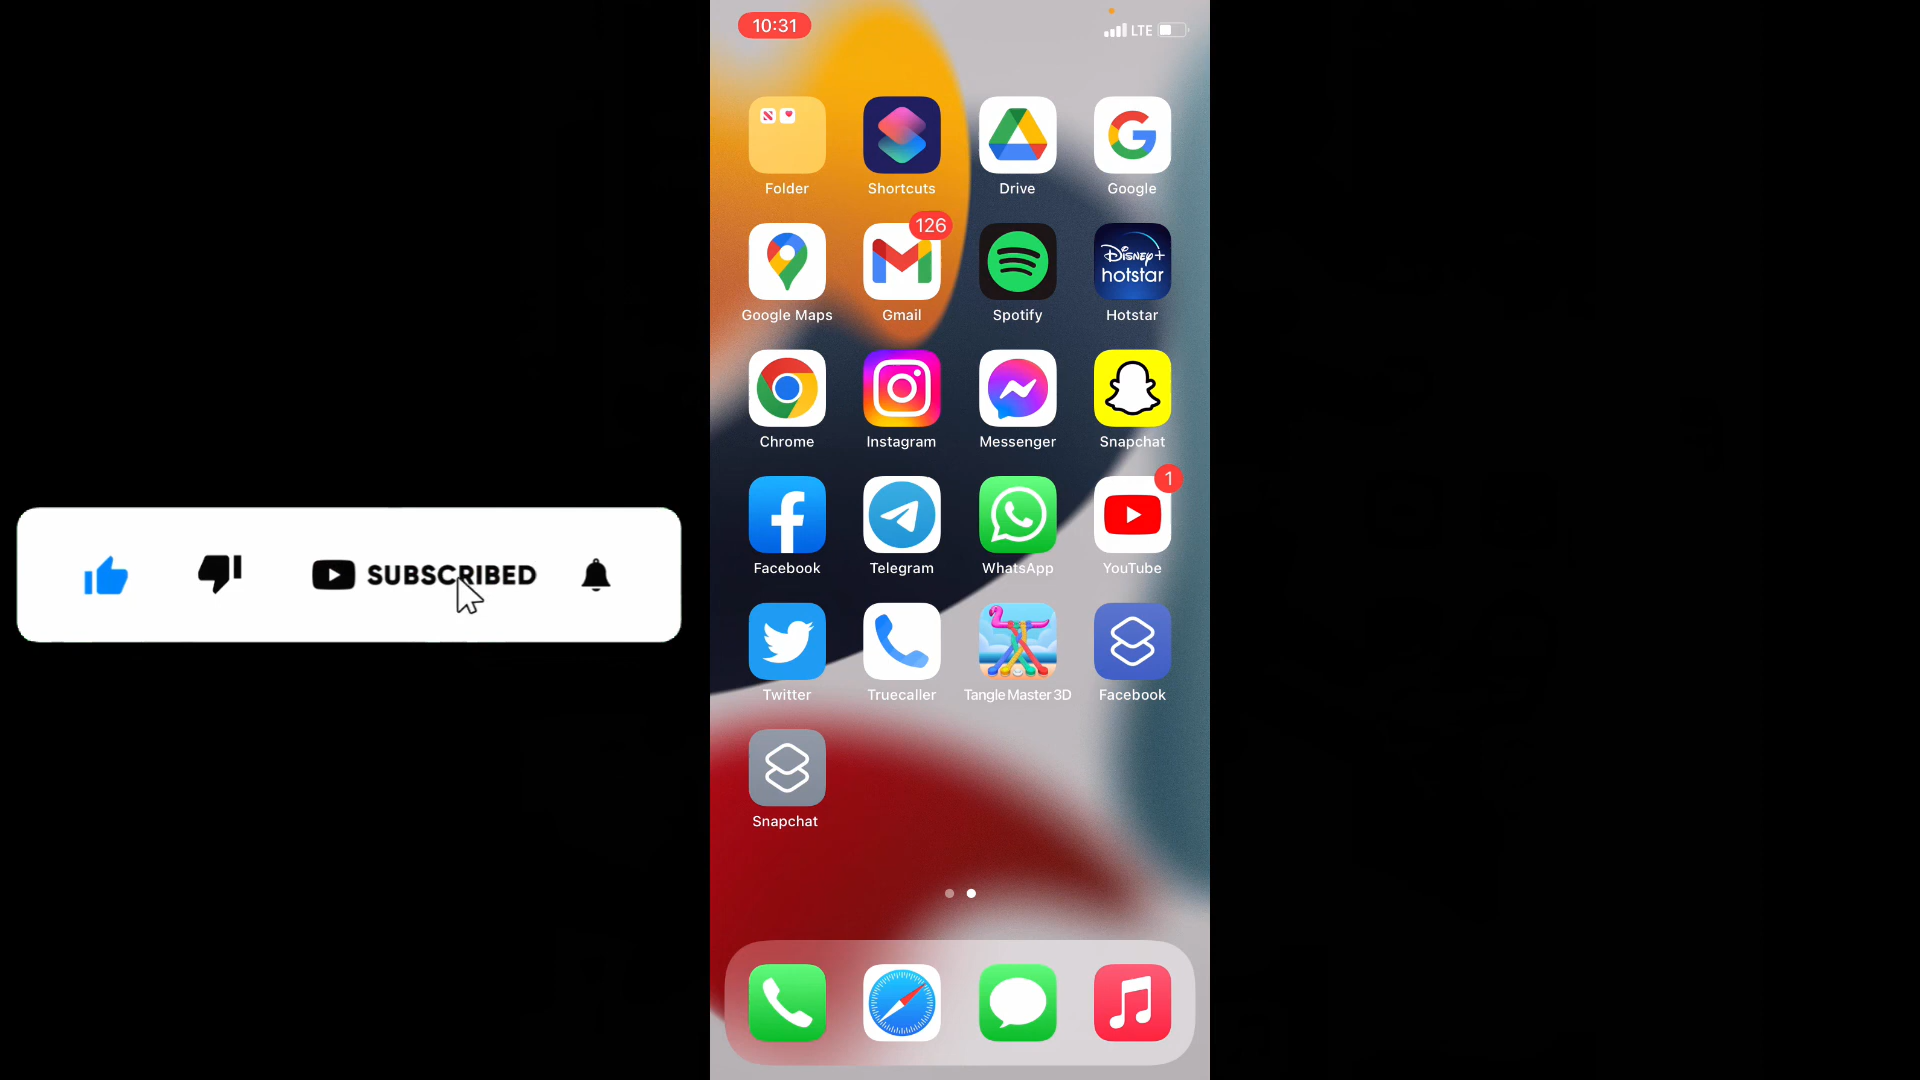 10:31
LTE
Folder
Shortcuts
Drive
Google
126
Disney+
hotstar
Google Maps
Gmail
Spotify
Hotstar
Chrome
Instagram
Messenger
Snapchat
1
Facebook
Telegram
WhatsApp
YouTube
SUBSCRIBED
Twitter
Truecaller
Tangle Master 3D
Facebook
Snapchat